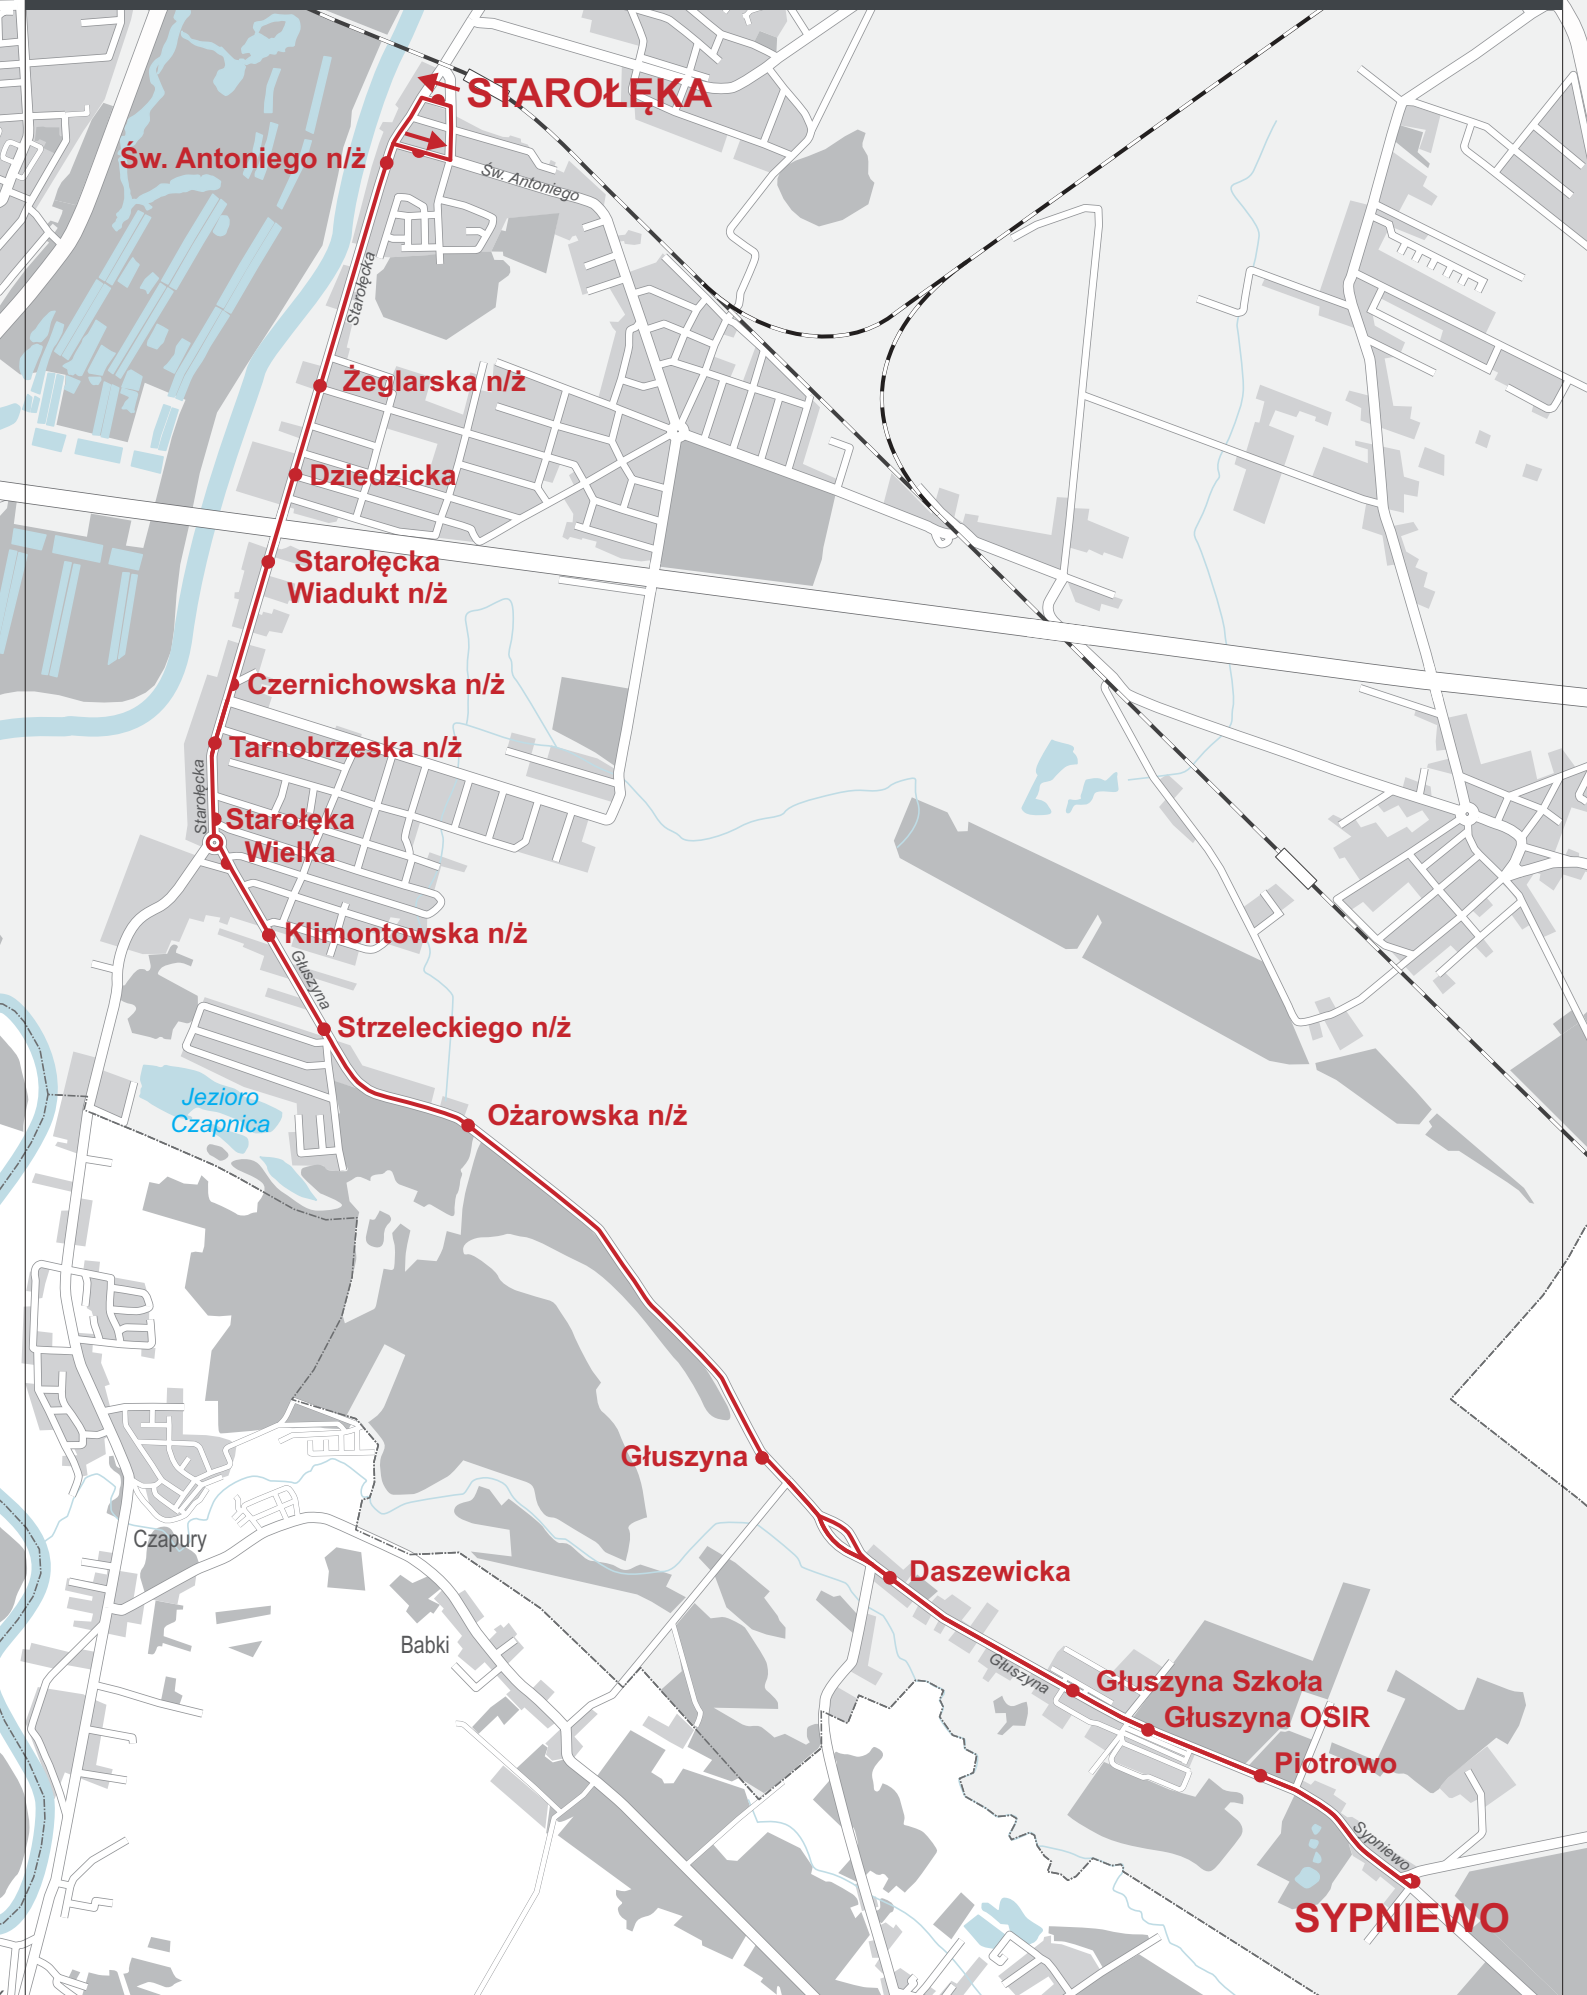 STAROŁĘKA
Św. Antoniego n/ż
Św. Antoniego
Starołęcka
Żeglarska n/ż
Dziedzicka
Starołęcka
Wiadukt n/ż
Czernichowska n/ż
Tarnobrzeska n/ż
Starołęcka
Starołęka
Wielka
Klimontowska n/ż
Głuszyna
Strzeleckiego n/ż
Jezioro
Czapnica
Ożarowska n/ż
Głuszyna
Czapury
Daszewicka
Babki
Głuszyna
Głuszyna Szkoła
Głuszyna OSIR
Piotrowo
Sypniewo
SYPNIEWO